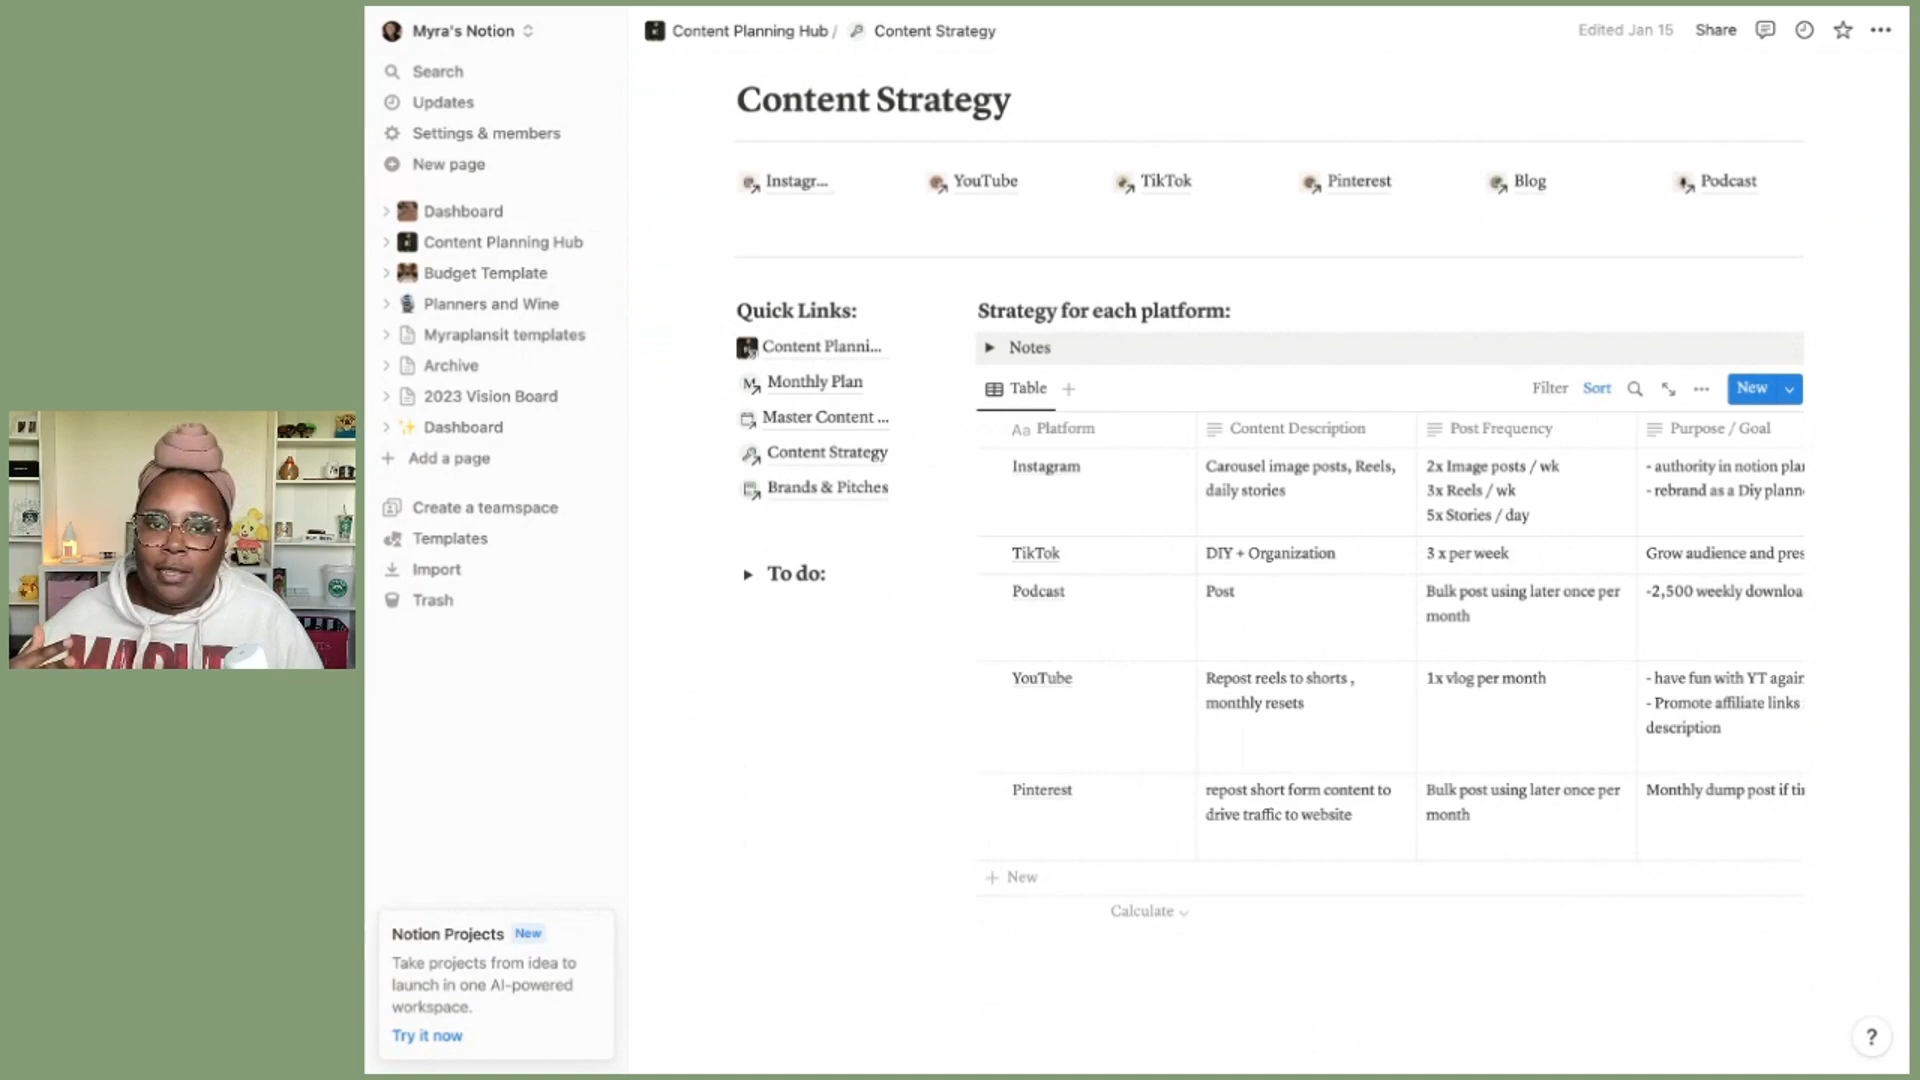 Myra's Notion
Search
Updates
Settings & members
New page
Dashboard
Content Planning Hub
Budget Template
Planners and Wine
Myraplansit templates
Archive
2023 Vision Board
Dashboard
Add a page
Create a teamspace
Templates
Import
Trash
Notion Projects New
Take projects from idea to
launch in one AI-powered
workspace.
Try it now
Content Planning Hub / Content Strategy
Edited Jan 15 Share
Content Strategy
Instagr... YouTube TikTok Pinterest Blog Podcast
Quick Links:
Content Planni...
Monthly Plan
Master Content ...
Content Strategy
Brands & Pitches
To do:
Strategy for each platform:
Notes
Table Filter Sort New
Aa Platform Content Description Post Frequency Purpose / Goal
Instagram Carousel image posts, Reels, 2x Image posts / wk - authority in notion plan
daily stories 3x Reels / wk - rebrand as a Diy plann
5x Stories / day
TikTok DIY + Organization 3 x per week Grow audience and pres
Podcast Post Bulk post using later once per -2,500 weekly downloa
month
YouTube Repost reels to shorts , 1x vlog per month - have fun with YT again
monthly resets - Promote affiliate links
description
Pinterest repost short form content to Bulk post using later once per Monthly dump post if ti
drive traffic to website month
New
Calculate
?